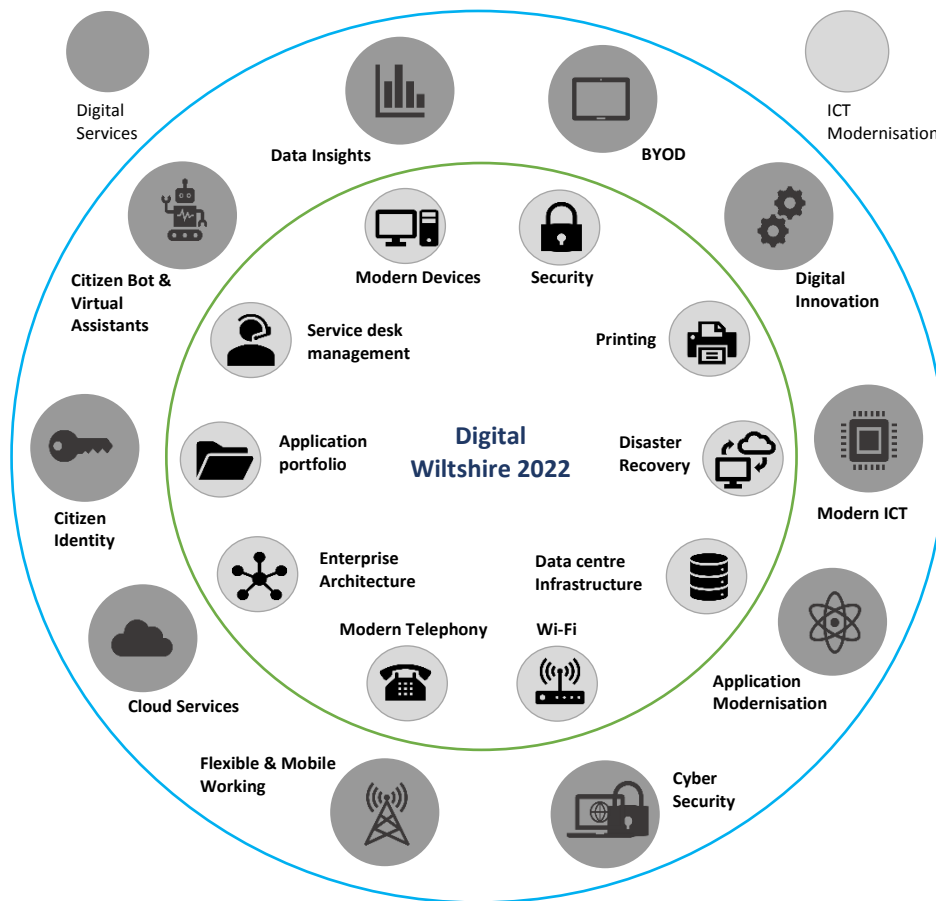 Digital
Services
ICT
Modernisation
Data Insights
BYOD
Citizen Bot &
Virtual
Assistants
Digital
Innovation
Modern Devices
Security
Service desk
management
Printing
Application
portfolio
Digital
Wiltshire 2022
Disaster
Recovery
Citizen
Identity
Modern ICT
Enterprise
Architecture
Data centre
Infrastructure
Modern Telephony
Wi-Fi
Cloud Services
Application
Modernisation
Flexible & Mobile
Working
Cyber
Security